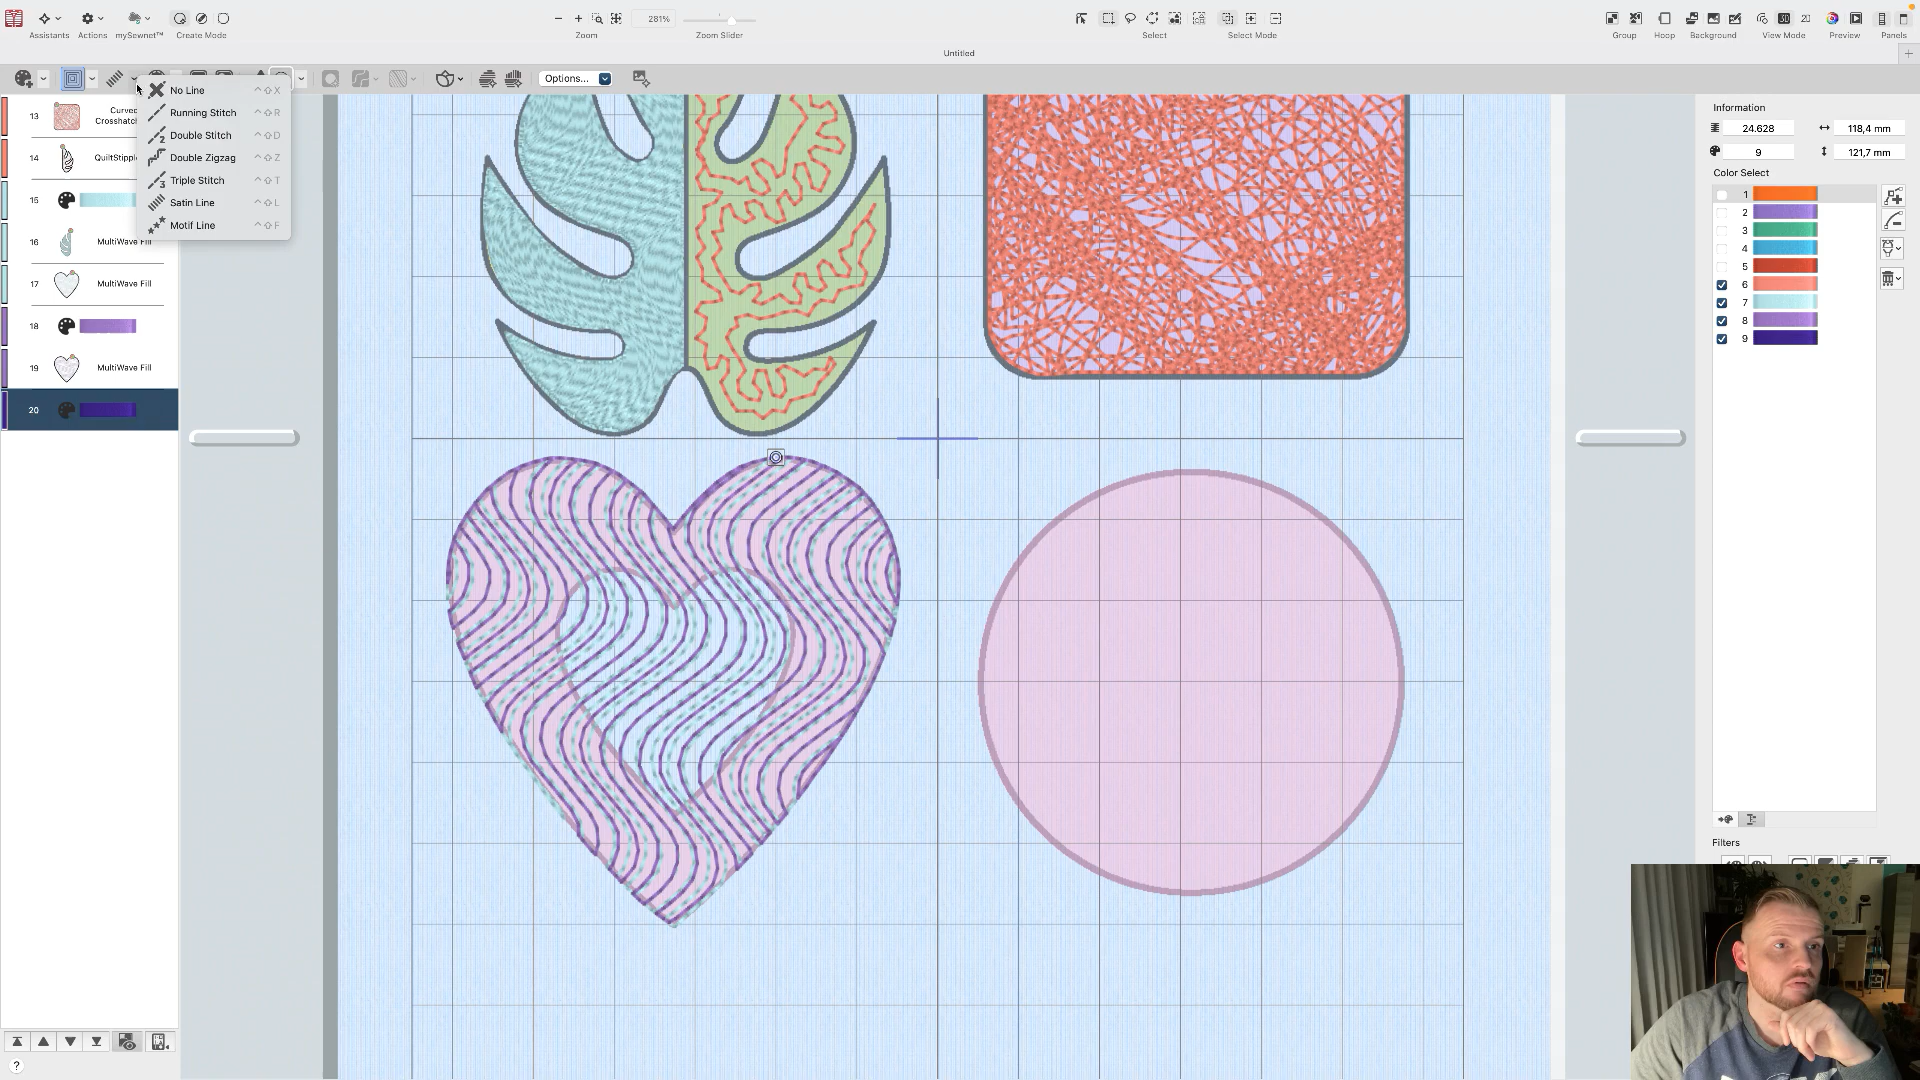 281%
Assistants Actions mySewnet™ Create Mode Zoom Zoom Slider Select Select Mode Group Hoop Background View Mode Preview Panels
2D 3D
Untitled
Options...
No Line ^⇧X
Running Stitch ^⇧R
Double Stitch ^⇧D
Double Zigzag ^⇧Z
Triple Stitch ^⇧T
Satin Line ^⇧L
Motif Line ^⇧F
13 Curved Crosshatch
14 QuiltStipple
15
16 MultiWave Fill
17 MultiWave Fill
18
19 MultiWave Fill
20
Information
24.628 118,4 mm
9 121,7 mm
Color Select
1
2
3
4
5
6
7
8
9
Filters
?